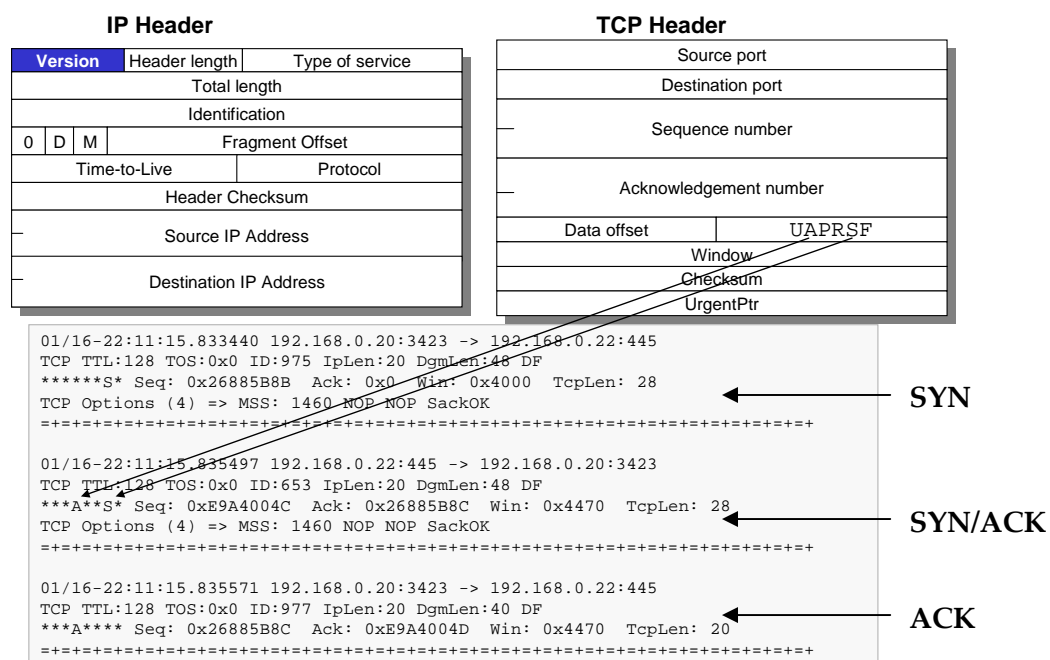 IP Header
Version Header length Type of service
Total length
Identification
0 D M Fragment Offset
Time-to-Live Protocol
Header Checksum
Source IP Address
Destination IP Address
TCP Header
Source port
Destination port
Sequence number
Acknowledgement number
Data offset UAPRSF
Window
Checksum
UrgentPtr
01/16-22:11:15.833440 192.168.0.20:3423 -> 192.168.0.22:445
TCP TTL:128 TOS:0x0 ID:975 IpLen:20 DgmLen:48 DF
******S* Seq: 0x26885B8B Ack: 0x0 Win: 0x4000 TcpLen: 28
TCP Options (4) => MSS: 1460 NOP NOP SackOK
=+=+=+=+=+=+=+=+=+=+=+=+=+=+=+=+=+=+=+=+=+=+=+=+=+=+=+=+=+=+=+=+=+=+=+=+=+
SYN
01/16-22:11:15.835497 192.168.0.22:445 -> 192.168.0.20:3423
TCP TTL:128 TOS:0x0 ID:653 IpLen:20 DgmLen:48 DF
***A**S* Seq: 0xE9A4004C Ack: 0x26885B8C Win: 0x4470 TcpLen: 28
TCP Options (4) => MSS: 1460 NOP NOP SackOK
=+=+=+=+=+=+=+=+=+=+=+=+=+=+=+=+=+=+=+=+=+=+=+=+=+=+=+=+=+=+=+=+=+=+=+=+=+
SYN/ACK
01/16-22:11:15.835571 192.168.0.20:3423 -> 192.168.0.22:445
TCP TTL:128 TOS:0x0 ID:977 IpLen:20 DgmLen:40 DF
***A**** Seq: 0x26885B8C Ack: 0xE9A4004D Win: 0x4470 TcpLen: 20
=+=+=+=+=+=+=+=+=+=+=+=+=+=+=+=+=+=+=+=+=+=+=+=+=+=+=+=+=+=+=+=+=+=+=+=+=+
ACK